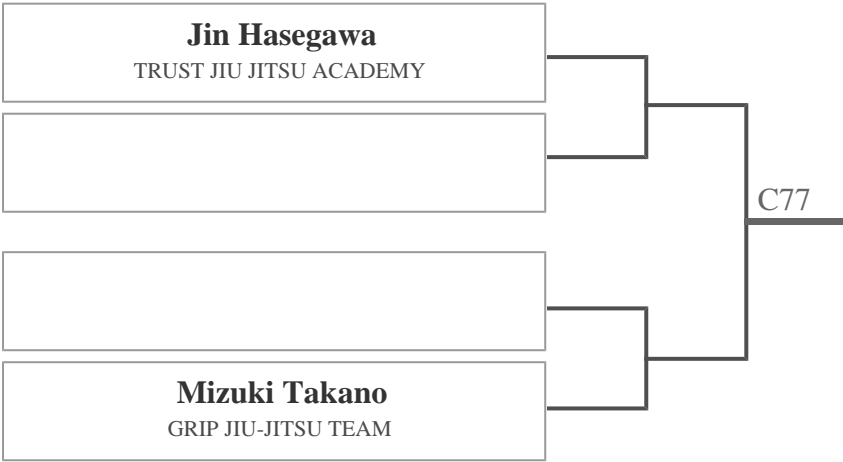 Jin Hasegawa
TRUST JIU JITSU ACADEMY
C77
Mizuki Takano
GRIP JIU-JITSU TEAM